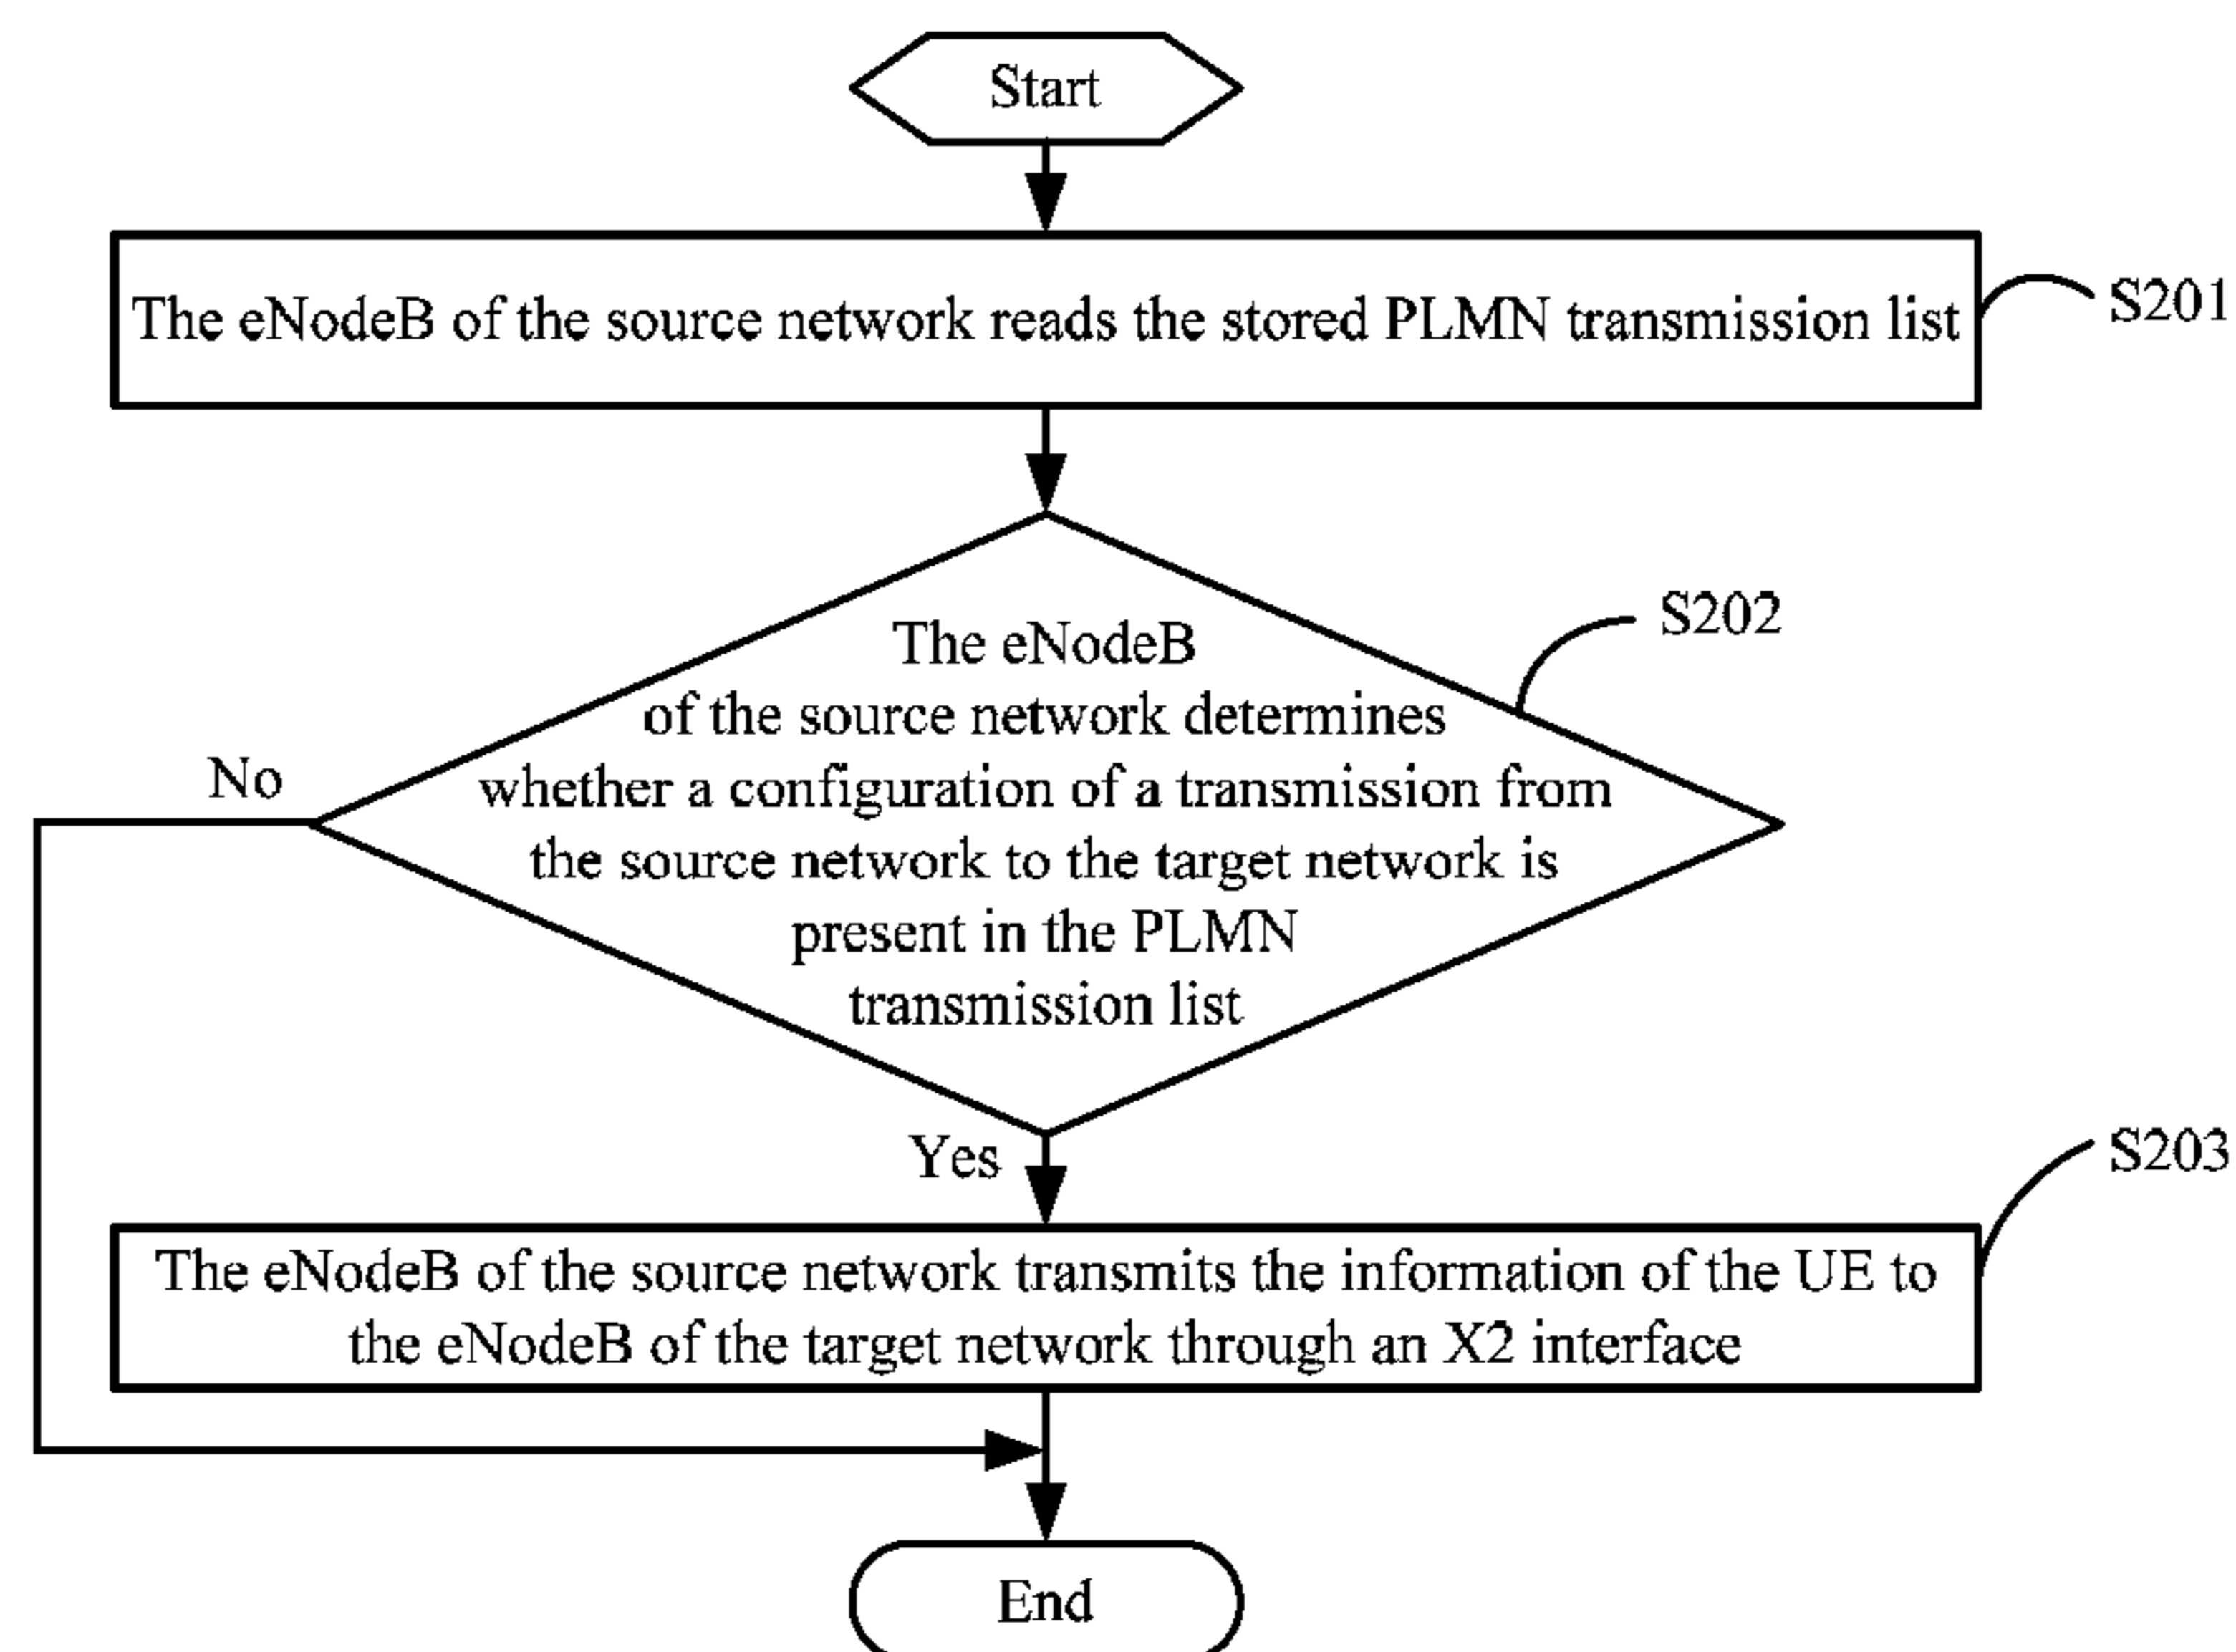 Start
The eNodeB of the source network reads the stored PLMN transmission list
S201
The eNodeB
of the source network determines
whether a configuration of a transmission from
the source network to the target network is
present in the PLMN
transmission list
S202
No
Yes
The eNodeB of the source network transmits the information of the UE to
the eNodeB of the target network through an X2 interface
S203
End